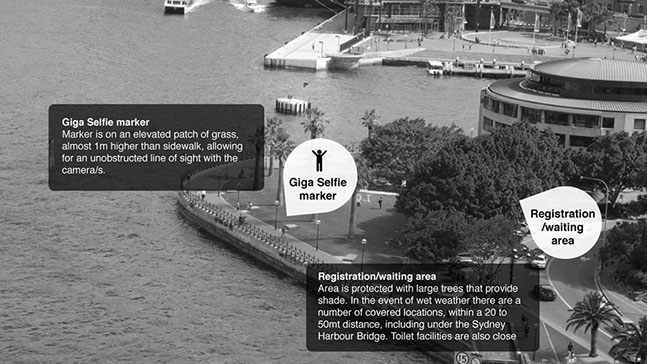 Giga Selfie marker
Marker is on an elevated patch of grass,
almost 1m higher than sidewalk, allowing
for an unobstructed line of sight with the
camera/s.
Giga Selfie
marker
Registration
/waiting
area
Registration/waiting area
Area is protected with large trees that provide
shade. In the event of wet weather there are a
number of covered locations, within a 20 to
50mt distance, including under the Sydney
Harbour Bridge. Toilet facilities are also close
15